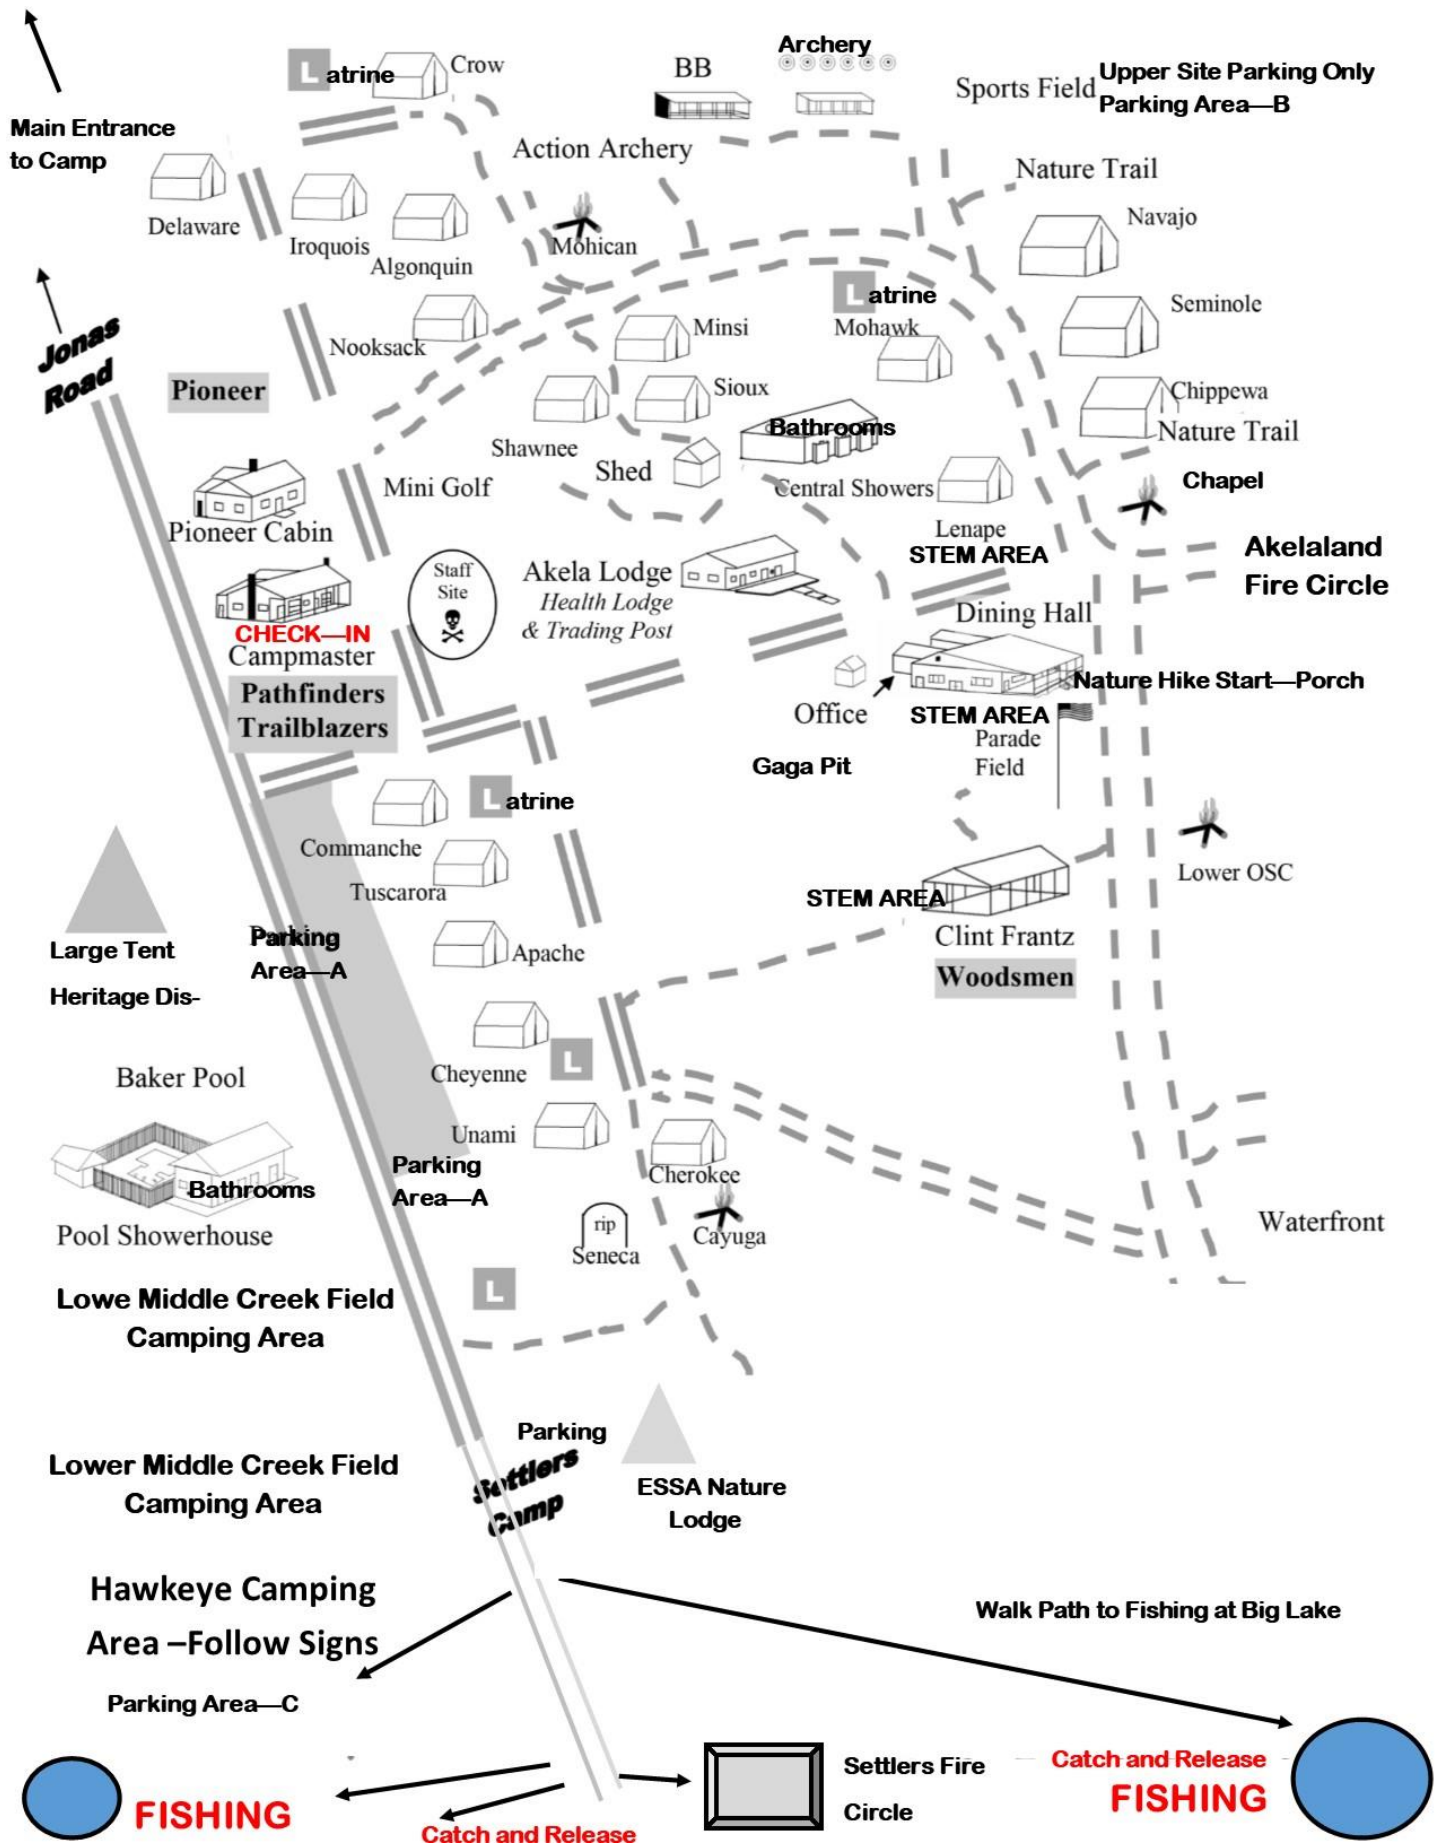 Archery
Latrine
Crow
BB
Sports Field
Upper Site Parking Only
Parking Area—B
Main Entrance
to Camp
Action Archery
Nature Trail
Delaware
Iroquois
Algonquin
Mohican
Navajo
Latrine
Mohawk
Seminole
Jonas
Road
Nooksack
Minsi
Pioneer
Sioux
Chippewa
Shawnee
Bathrooms
Nature Trail
Shed
Mini Golf
Central Showers
Chapel
Pioneer Cabin
Lenape
STEM AREA
Akelaland
Fire Circle
Staff
Site
Akela Lodge
Health Lodge
& Trading Post
Dining Hall
CHECK—IN
Campmaster
Pathfinders
Trailblazers
Nature Hike Start—Porch
Office
STEM AREA
Parade
Field
Gaga Pit
Latrine
Commanche
Tuscarora
Lower OSC
STEM AREA
Clint Frantz
Woodsmen
Large Tent
Heritage Dis-
Parking
Area—A
Apache
Cheyenne
L
Baker Pool
Unami
Cherokee
Parking
Area—A
Bathrooms
Pool Showerhouse
rip
Seneca
Cayuga
Waterfront
L
Lowe Middle Creek Field
Camping Area
Parking
Settlers
Camp
ESSA Nature
Lodge
Lower Middle Creek Field
Camping Area
Hawkeye Camping
Area –Follow Signs
Walk Path to Fishing at Big Lake
Parking Area—C
FISHING
Catch and Release
Settlers Fire
Circle
Catch and Release
FISHING